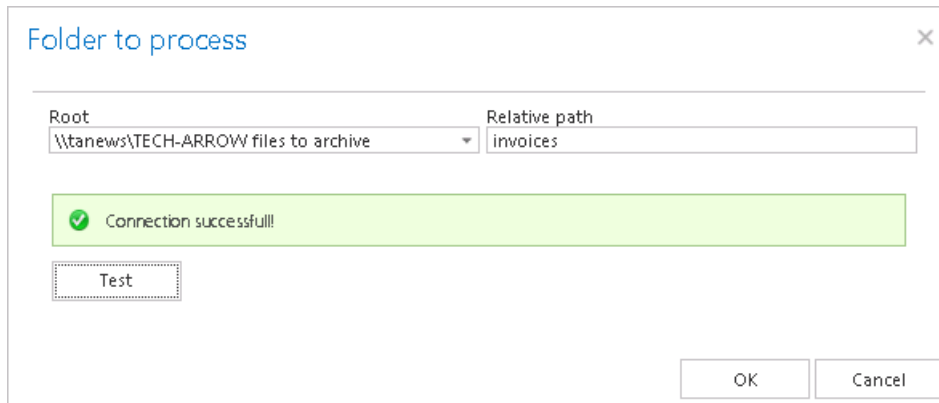 Folder to process
Root
Relative path
\\tanews\TECH-ARROW files to archive
invoices
Connection successfull!
Test
OK
Cancel